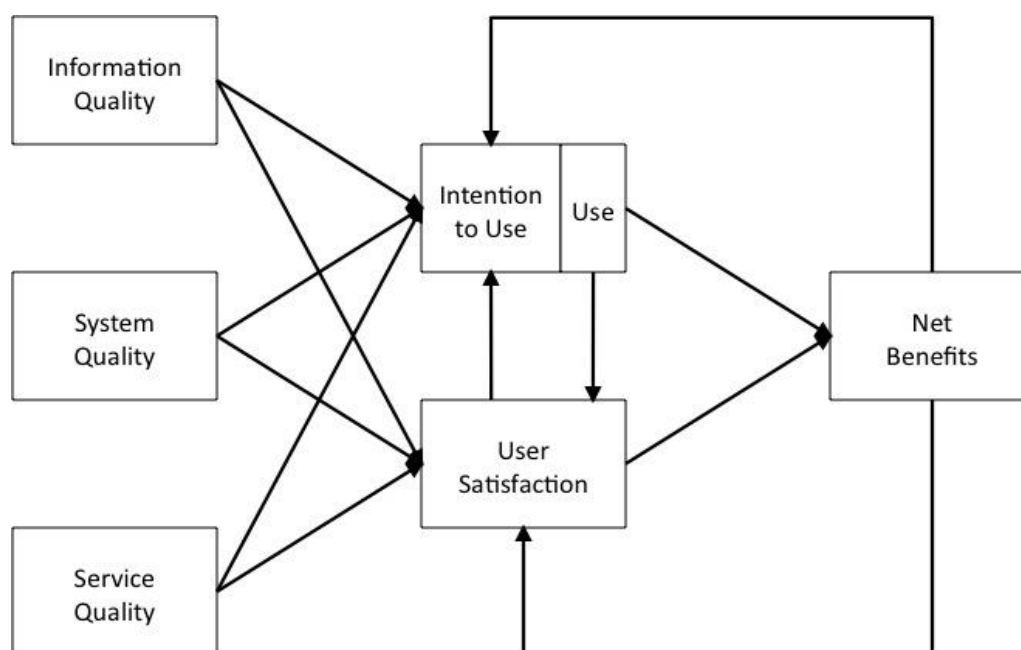 Information
Quality
Intention
to Use
Use
System
Quality
Net
Benefits
User
Satisfaction
Service
Quality